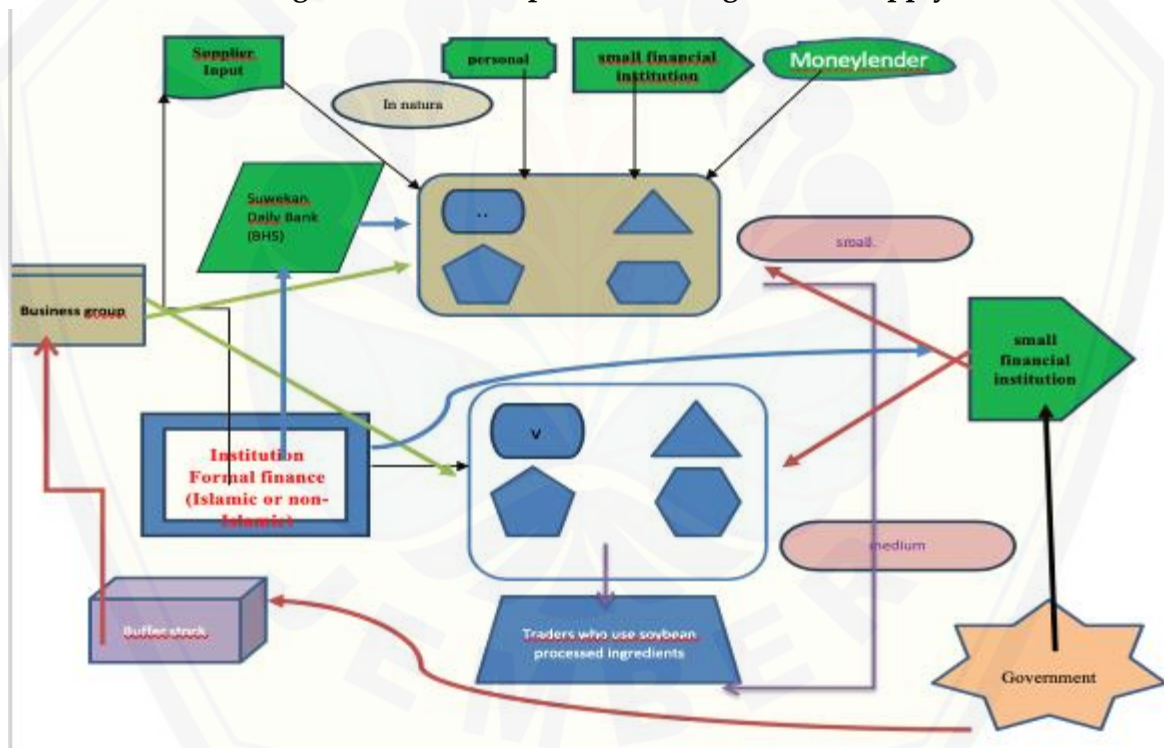 Supplier
Input
personal
small financial
institution
Moneylender
In natura
Suwekan
Daily Bank
(BHS)
..
small.
Business group
small
financial
institution
v
Institution
Formal finance
(Islamic or non-
Islamic)
medium
Buffer stock
Traders who use soybean
processed ingredients
Government
JEMBER